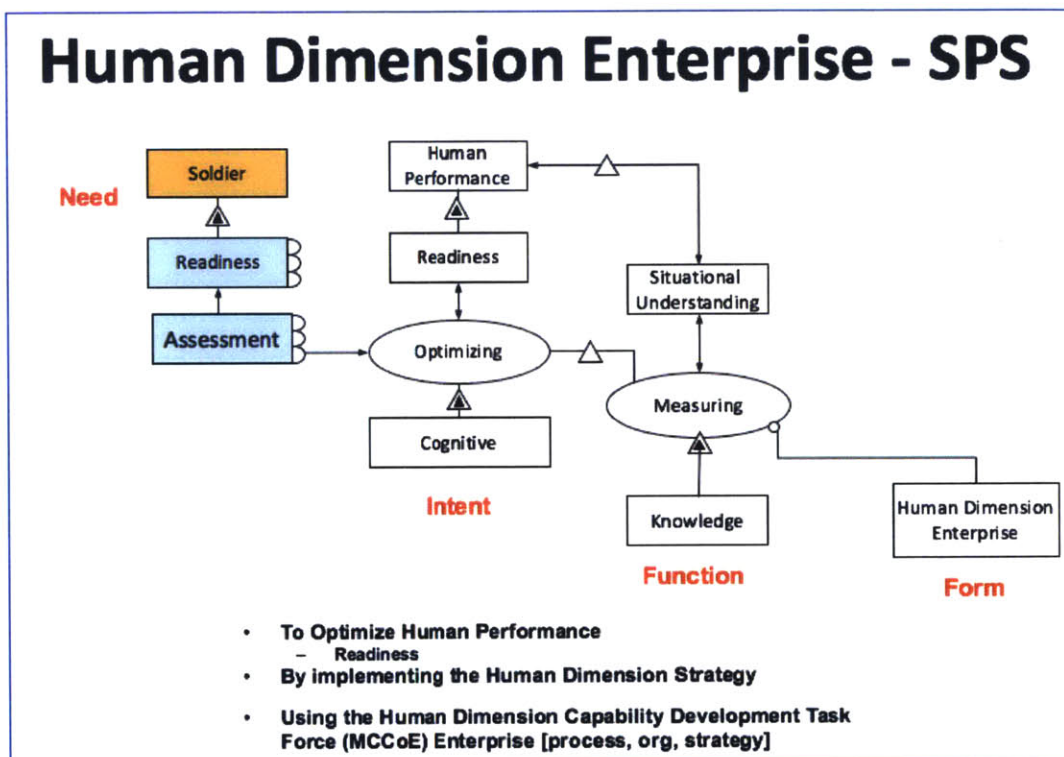 Human Dimension Enterprise - SPS
Need
Soldier
Readiness
Assessment
Human
Performance
Readiness
Optimizing
Cognitive
Intent
Situational
Understanding
Measuring
Knowledge
Function
Human Dimension
Enterprise
Form
• To Optimize Human Performance
– Readiness
• By implementing the Human Dimension Strategy
• Using the Human Dimension Capability Development Task
Force (MCCoE) Enterprise [process, org, strategy]